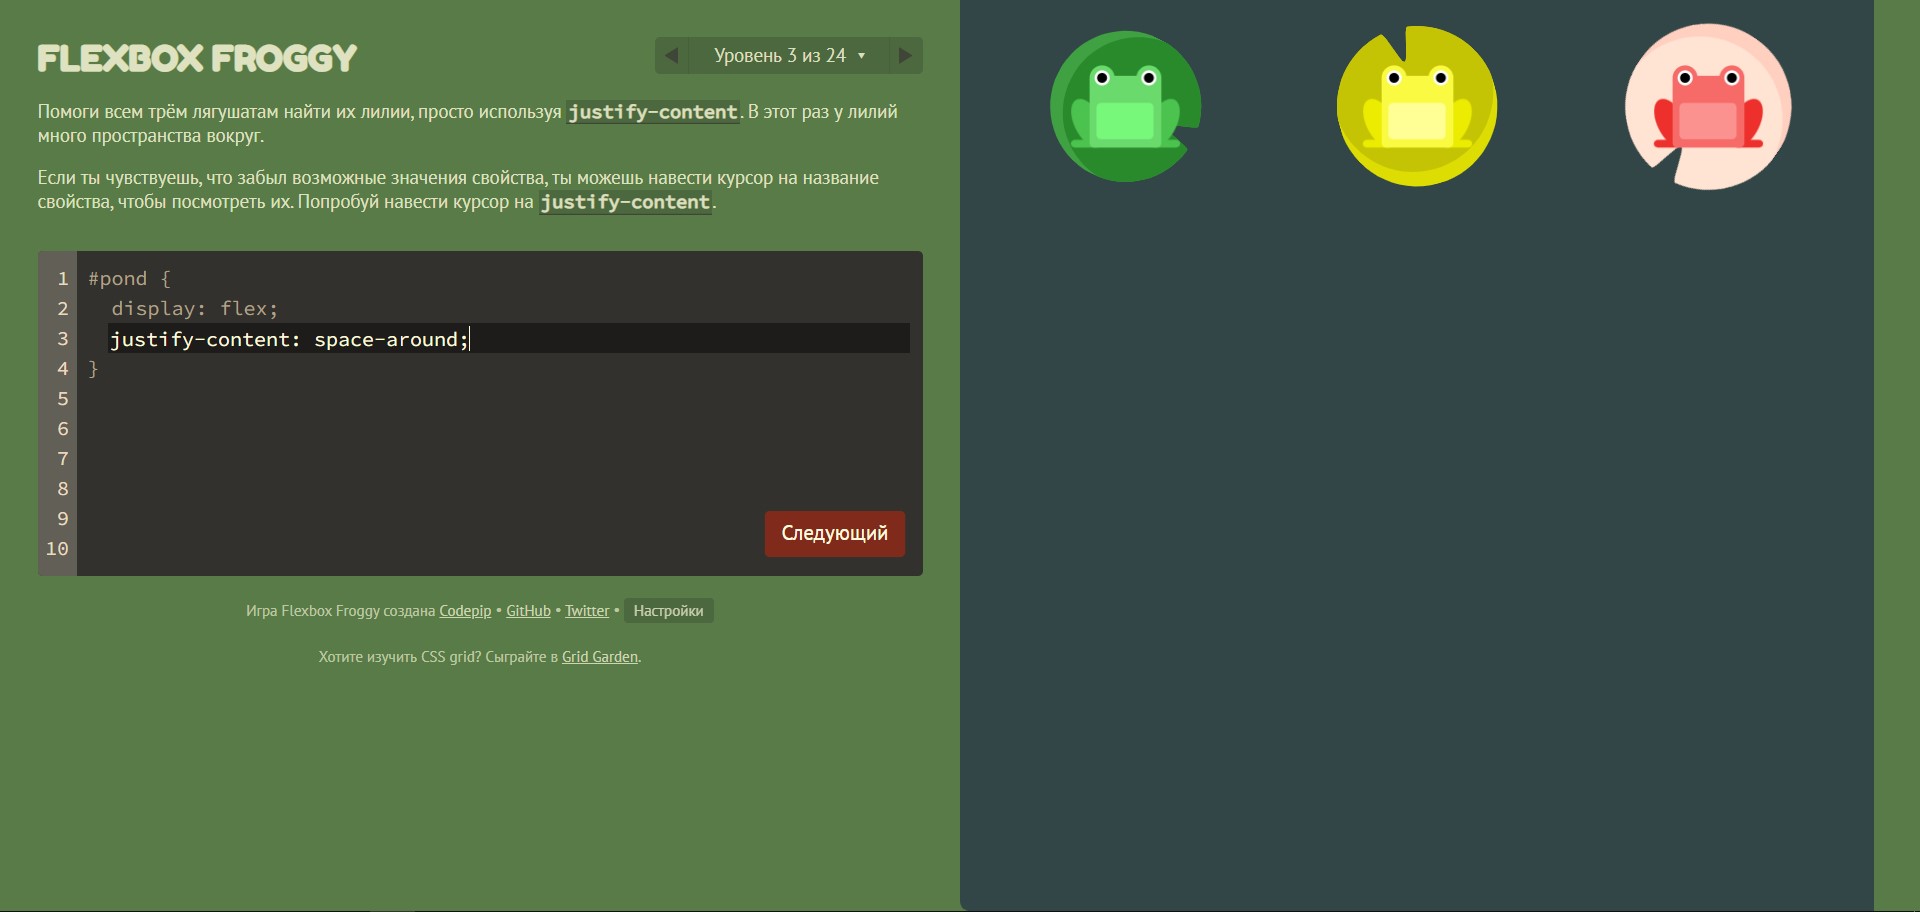 FLEXBOX FROGGY
Уровень 3 из 24
Помоги всем трём лягушатам найти их лилии, просто используя justify-content. В этот раз у лилий
много пространства вокруг.
Если ты чувствуешь, что забыл возможные значения свойства, ты можешь навести курсор на название
свойства, чтобы посмотреть их. Попробуй навести курсор на justify-content.
1 #pond {
2 display: flex;
3 justify-content: space-around;
4 }
5
6
7
8
9
10
Следующий
Игра Flexbox Froggy создана Codepip • GitHub • Twitter • Настройки
Хотите изучить CSS grid? Сыграйте в Grid Garden.